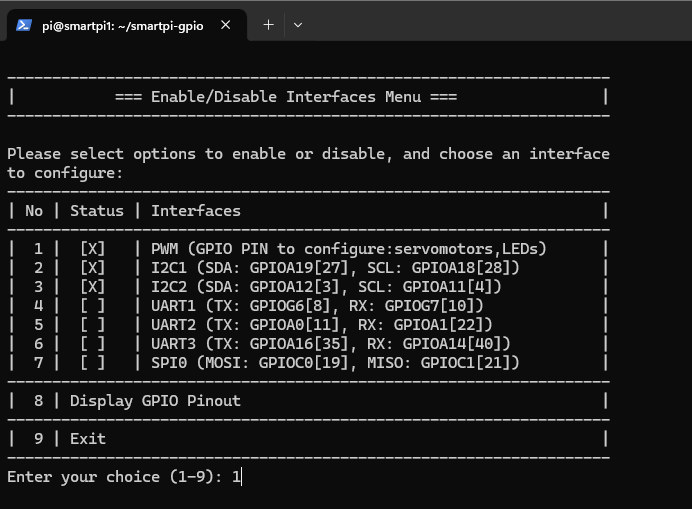 pi@smartpi1: ~/smartpi-gpio
-------------------------------------------------------------------
|           === Enable/Disable Interfaces Menu ===                |
-------------------------------------------------------------------
Please select options to enable or disable, and choose an interface
to configure:
-------------------------------------------------------------------
| No | Status | Interfaces                                        |
-------------------------------------------------------------------
|  1 |  [X]   | PWM (GPIO PIN to configure:servomotors,LEDs)      |
|  2 |  [X]   | I2C1 (SDA: GPIOA19[27], SCL: GPIOA18[28])         |
|  3 |  [X]   | I2C2 (SDA: GPIOA12[3], SCL: GPIOA11[4])           |
|  4 |  [ ]   | UART1 (TX: GPIOG6[8], RX: GPIOG7[10])             |
|  5 |  [ ]   | UART2 (TX: GPIOA0[11], RX: GPIOA1[22])            |
|  6 |  [ ]   | UART3 (TX: GPIOA16[35], RX: GPIOA14[40])          |
|  7 |  [ ]   | SPI0 (MOSI: GPIOC0[19], MISO: GPIOC1[21])         |
-------------------------------------------------------------------
|  8 | Display GPIO Pinout                                        |
-------------------------------------------------------------------
|  9 | Exit                                                       |
-------------------------------------------------------------------
Enter your choice (1-9): 1